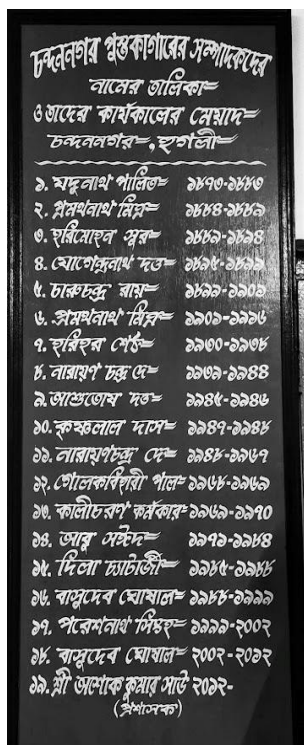 চন্দননগর পুস্তকাগারের সম্পাদকদের
নামের তালিকা=
ও তাদের কার্যকালের মেয়াদ=
চন্দননগর=, হুগলী=
১. যদুনাথ পালিত= ১৮৭৩-১৮৮৩
২. প্রমথনাথ মিত্র= ১৮৮৪-১৮৮৯
৩. হরিমোহন সুর= ১৮৮৯-১৮৯৪
৪. যোগেন্দ্রনাথ দত্ত= ১৮৯৫-১৮৯৯
৫. চারুচন্দ্র রায়= ১৮৯৯-১৯০১
৬. প্রমথনাথ মিত্র= ১৯০১-১৯১৬
৭. হরিহর শেঠ= ১৯৩০-১৯৩৮
৮. নারায়ণ চন্দ্র দে= ১৯৩৯-১৯৪৪
৯. আশুতোষ দত্ত= ১৯৪৫-১৯৪৬
১০. কৃষ্ণলাল দাস= ১৯৪৭-১৯৪৮
১১. নারায়ণচন্দ্র দে= ১৯৪৮-১৯৬৭
১২. গোলকবিহারী পাল= ১৯৬৮-১৯৬৯
১৩. কালীচরণ কর্মকার= ১৯৬৯-১৯৭০
১৪. আবু সঈদ= ১৯৭১-১৯৮৪
১৫. দিলা চ্যাটার্জী= ১৯৮৫-১৯৮৮
১৬. বাসুদেব ঘোষাল= ১৯৮৮-১৯৯৯
১৭. পরেশনাথ সিংহ= ১৯৯৯-২০০২
১৮. বাসুদেব ঘোষাল= ২০০২-২০১২
১৯. শ্রী অশোক কুমার সাউ ২০১২-
(প্রশাসক)